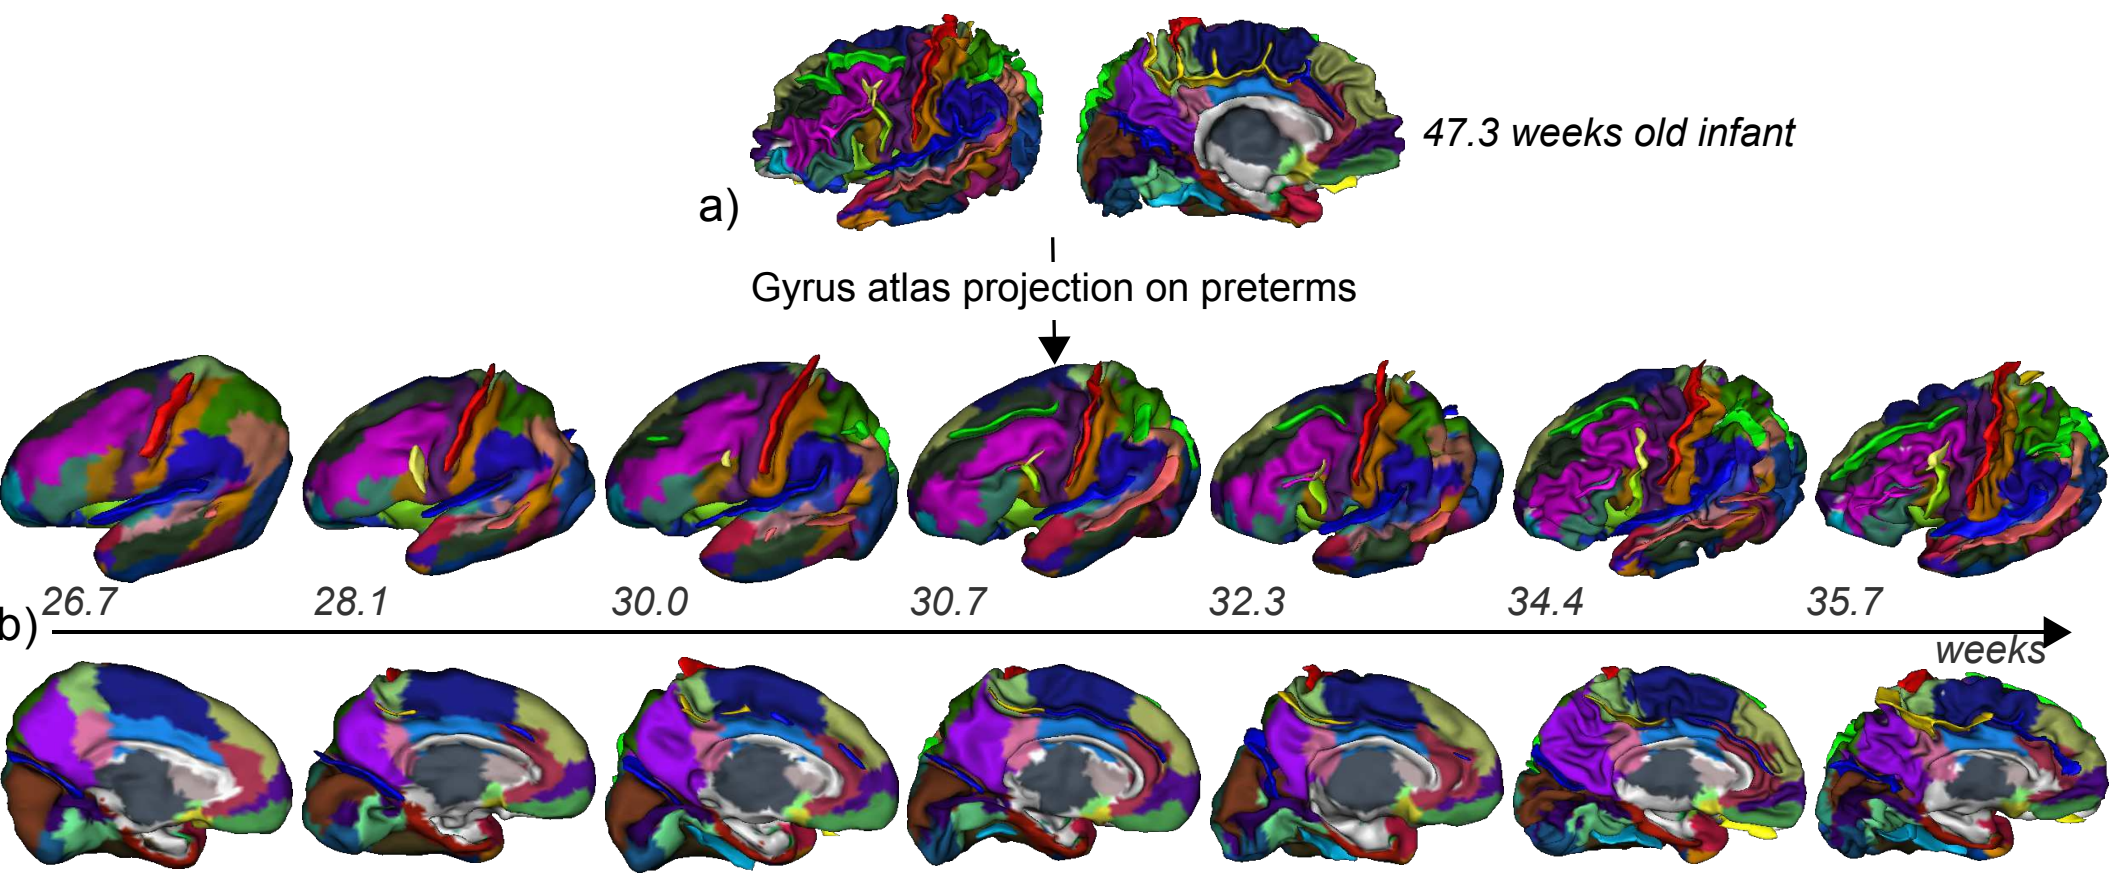 47.3 weeks old infant
a)
Gyrus atlas projection on preterms
26.7 28.1 30.0 30.7 32.3 34.4 35.7
b)
weeks